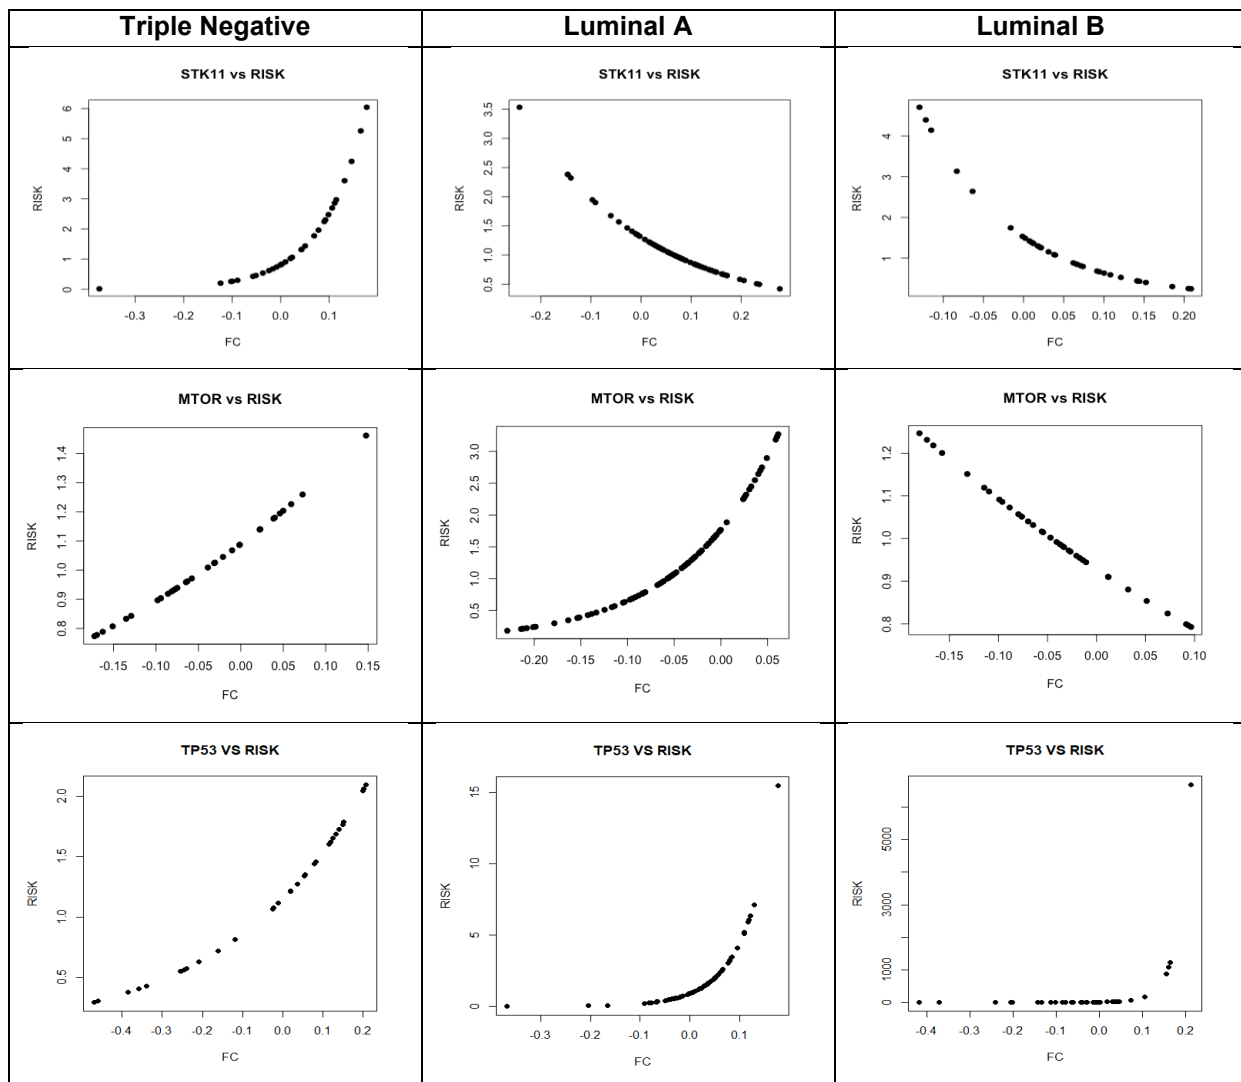 Triple Negative
Luminal A
Luminal B
STK11 vs RISK
RISK
6
5
4
3
2
1
0
-0.3 -0.2 -0.1 0.0 0.1
FC
STK11 vs RISK
RISK
3.5
3.0
2.5
2.0
1.5
1.0
0.5
-0.2 -0.1 0.0 0.1 0.2
FC
STK11 vs RISK
RISK
4
3
2
1
-0.10 -0.05 0.00 0.05 0.10 0.15 0.20
FC
MTOR vs RISK
RISK
1.4
1.3
1.2
1.1
1.0
0.9
0.8
-0.15 -0.10 -0.05 0.00 0.05 0.10 0.15
FC
MTOR vs RISK
RISK
3.0
2.5
2.0
1.5
1.0
0.5
-0.20 -0.15 -0.10 -0.05 0.00 0.05
FC
MTOR vs RISK
RISK
1.2
1.1
1.0
0.9
0.8
-0.15 -0.10 -0.05 0.00 0.05 0.10
FC
TP53 VS RISK
RISK
2.0
1.5
1.0
0.5
-0.4 -0.3 -0.2 -0.1 0.0 0.1 0.2
FC
TP53 VS RISK
RISK
15
10
5
0
-0.3 -0.2 -0.1 0.0 0.1
FC
TP53 VS RISK
RISK
5000
3000
1000
0
-0.4 -0.3 -0.2 -0.1 0.0 0.1 0.2
FC